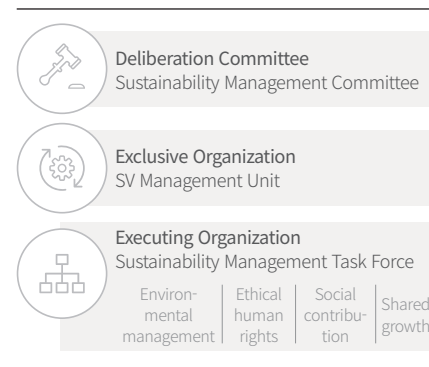 Deliberation Committee
Sustainability Management Committee
Exclusive Organization
SV Management Unit
Executing Organization
Sustainability Management Task Force
Environ-
mental
management
Ethical
human
rights
Social
contribu-
tion
Shared
growth